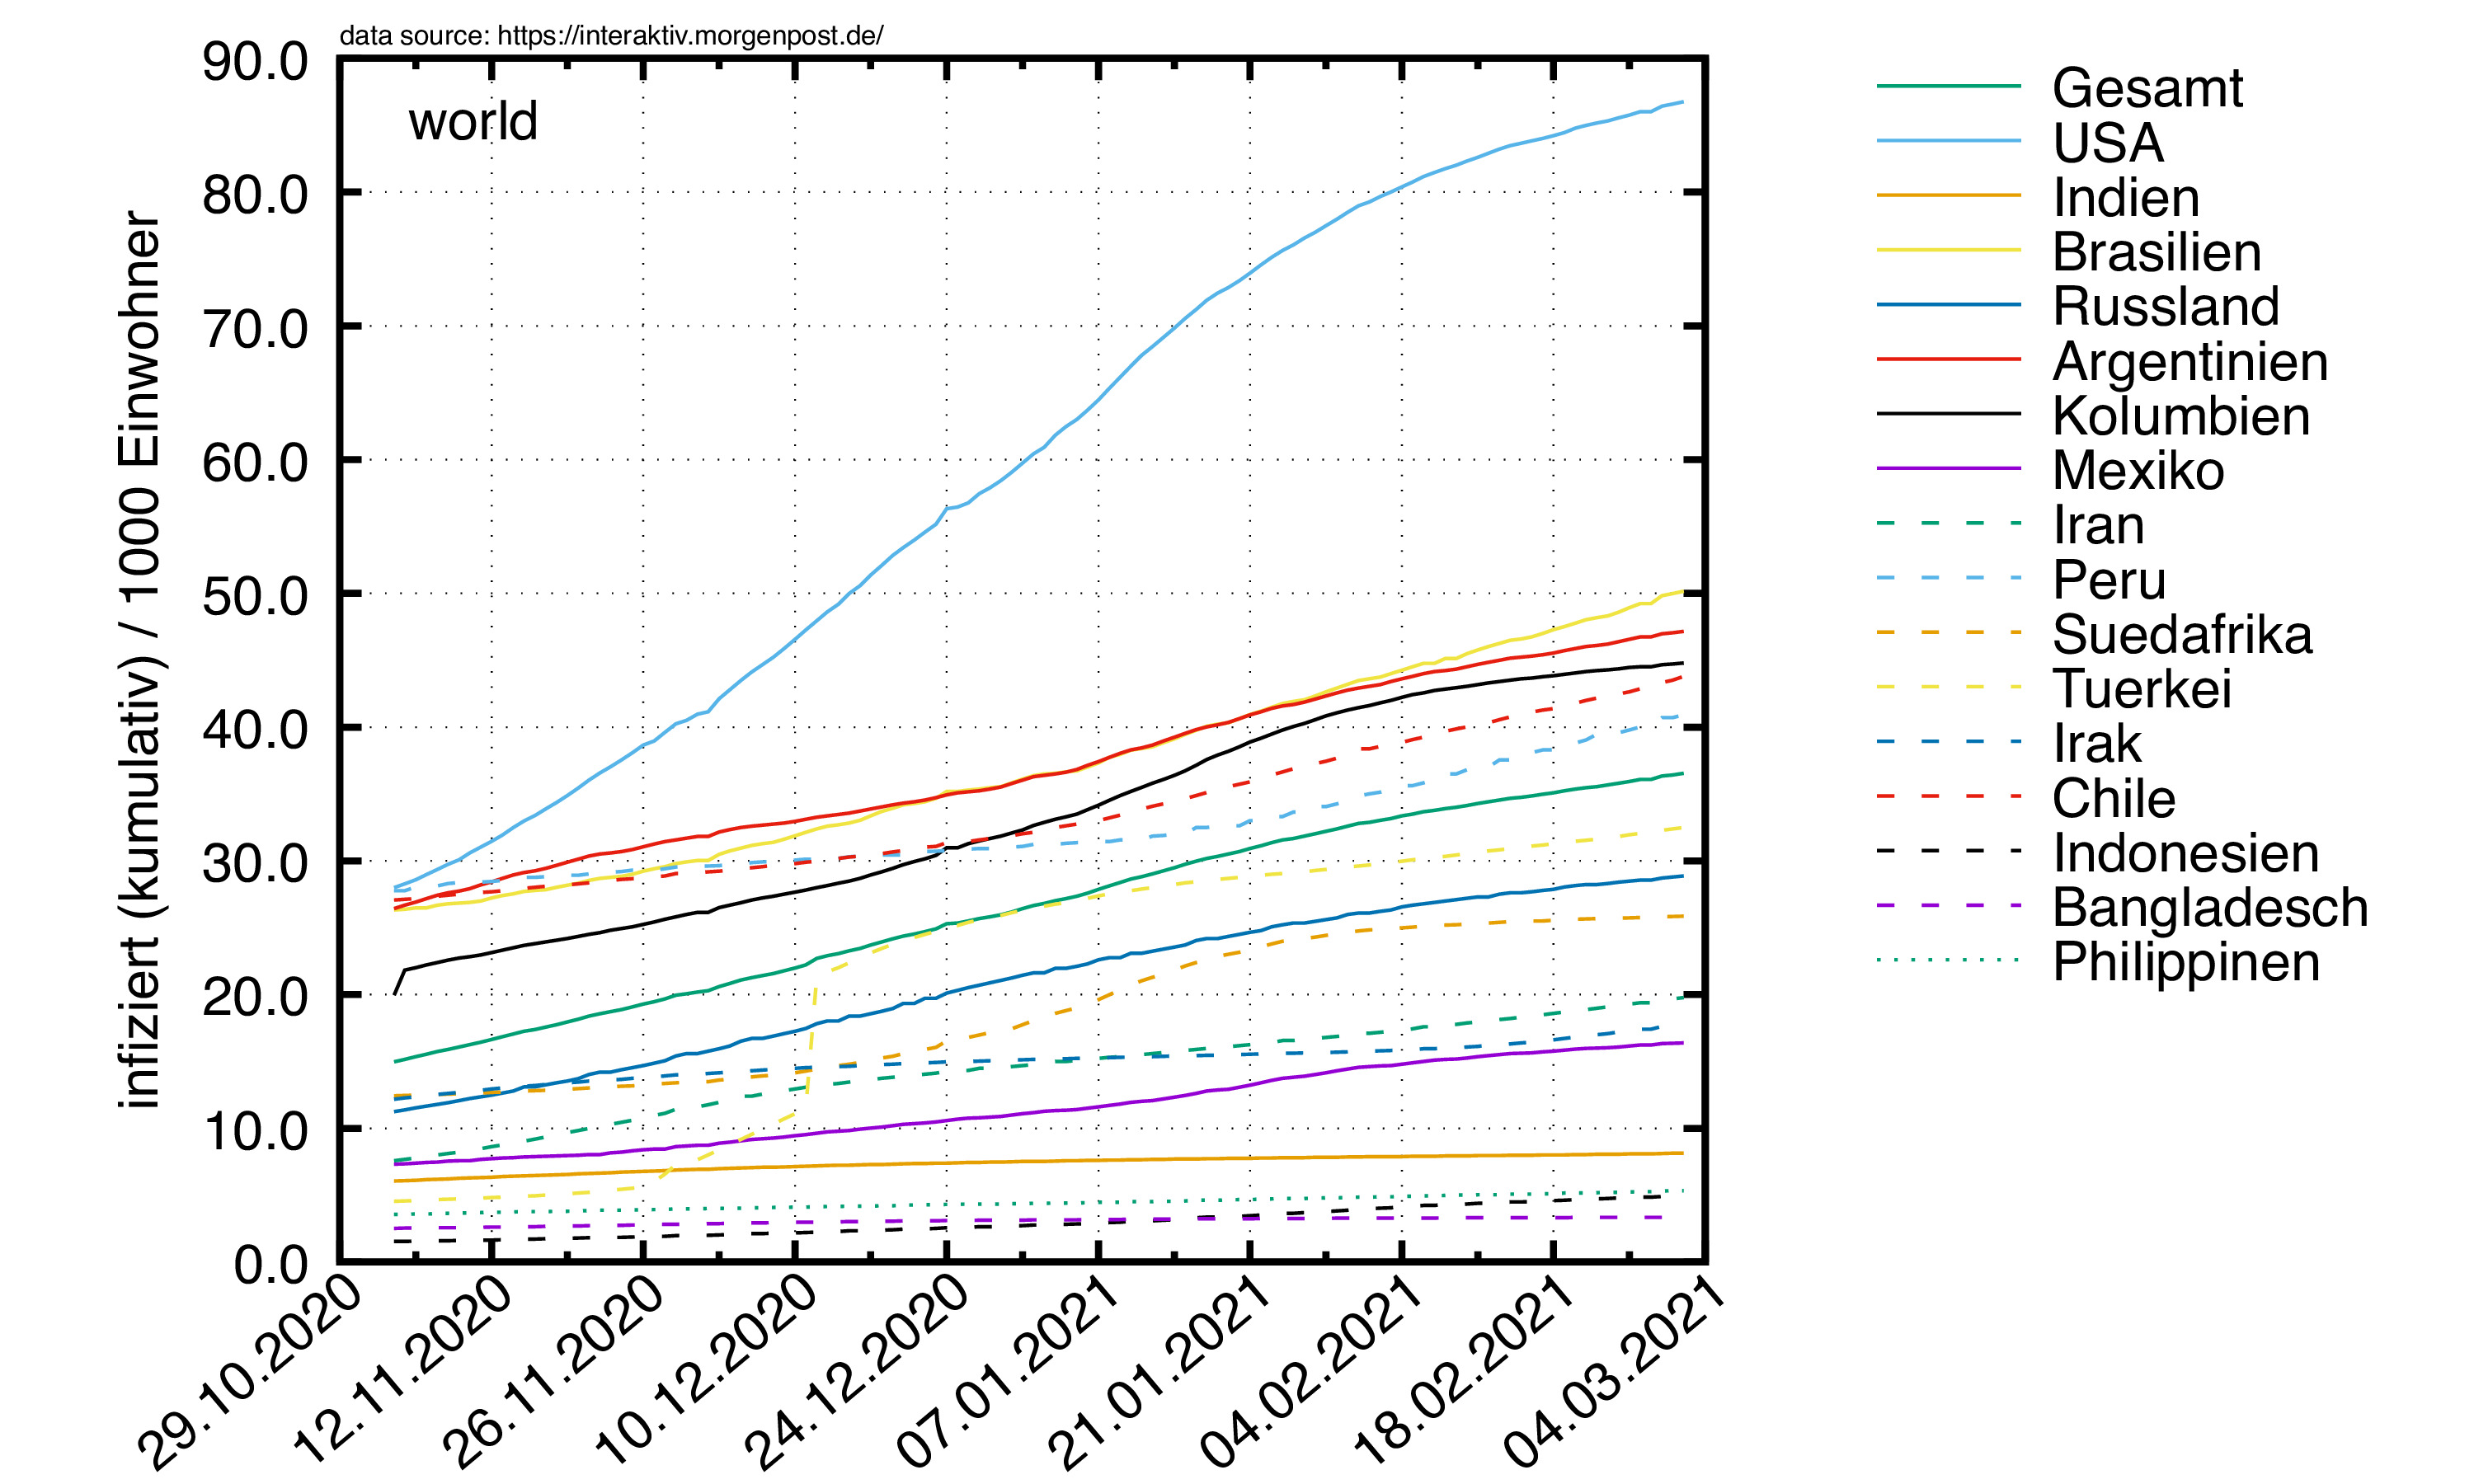 data source: https://interaktiv.morgenpost.de/
world
infiziert (kumulativ) / 1000 Einwohner
90.0
80.0
70.0
60.0
50.0
40.0
30.0
20.0
10.0
0.0
29.10.2020
12.11.2020
26.11.2020
10.12.2020
24.12.2020
07.01.2021
21.01.2021
04.02.2021
18.02.2021
04.03.2021
Gesamt
USA
Indien
Brasilien
Russland
Argentinien
Kolumbien
Mexiko
Iran
Peru
Suedafrika
Tuerkei
Irak
Chile
Indonesien
Bangladesch
Philippinen